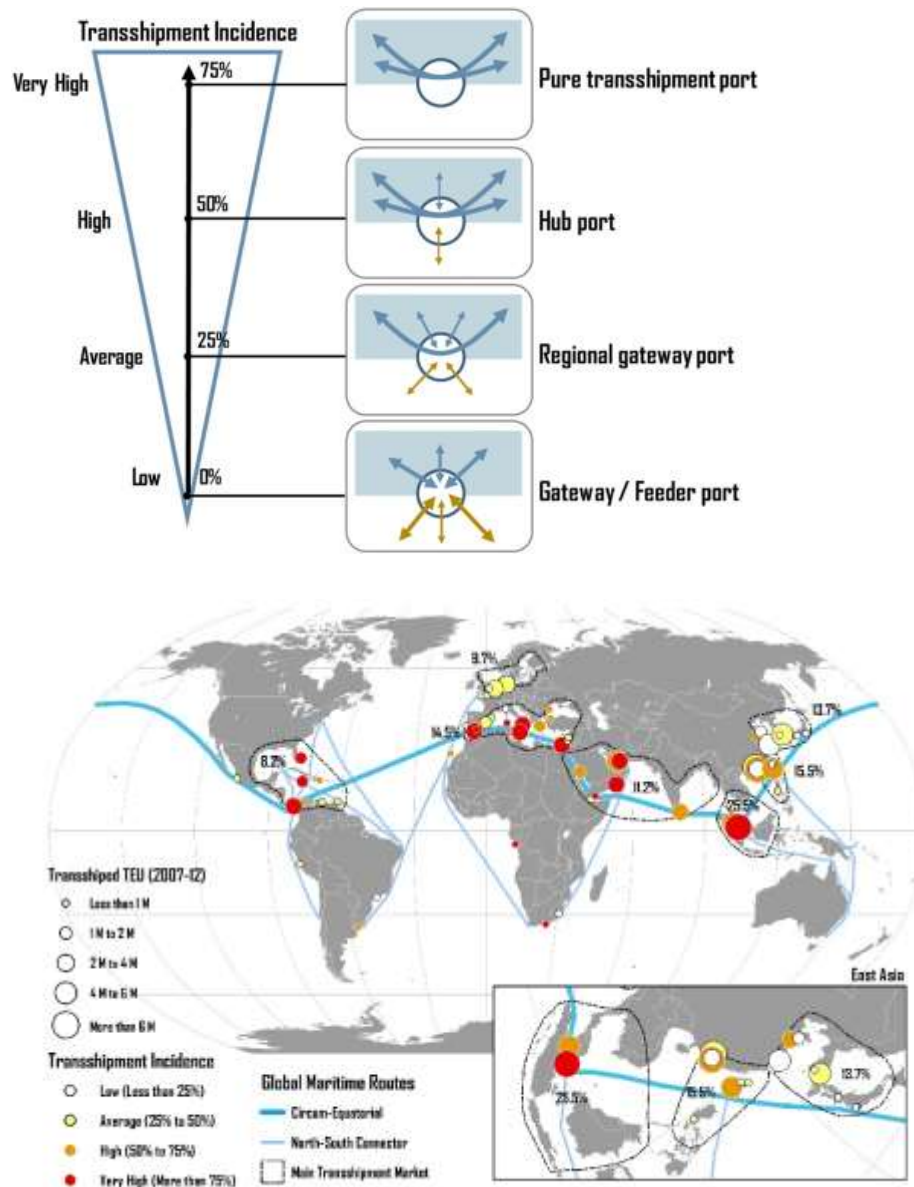 Transshipment Incidence
Very High
75%
Pure transshipment port
High
50%
Hub port
Average
25%
Regional gateway port
Low
0%
Gateway / Feeder port
9.7%
13.7%
14.5%
8.2%
11.2%
15.5%
25.5%
Transshiped TEU (2007-12)
Less than 1 M
1 M to 2 M
2 M to 4 M
4 M to 6 M
More than 6 M
East Asia
Transshipment Incidence
Low (Less than 25%)
Average (25% to 50%)
High (50% to 75%)
Very High (More than 75%)
Global Maritime Routes
Circum-Equatorial
North-South Connector
Main Transshipment Market
25.5%
15.5%
13.7%